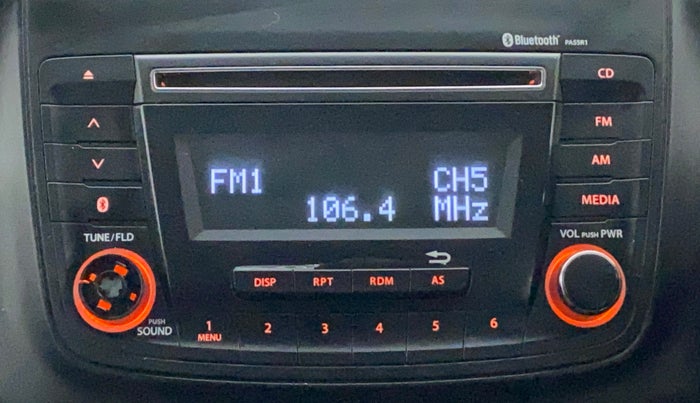 Bluetooth PA55R1
CD
FM
AM
MEDIA
FM1 CH5
106.4 MHz
TUNE/FLD
VOL PUSH PWR
DISP RPT RDM AS
PUSH
SOUND
1 2 3 4 5 6
MENU